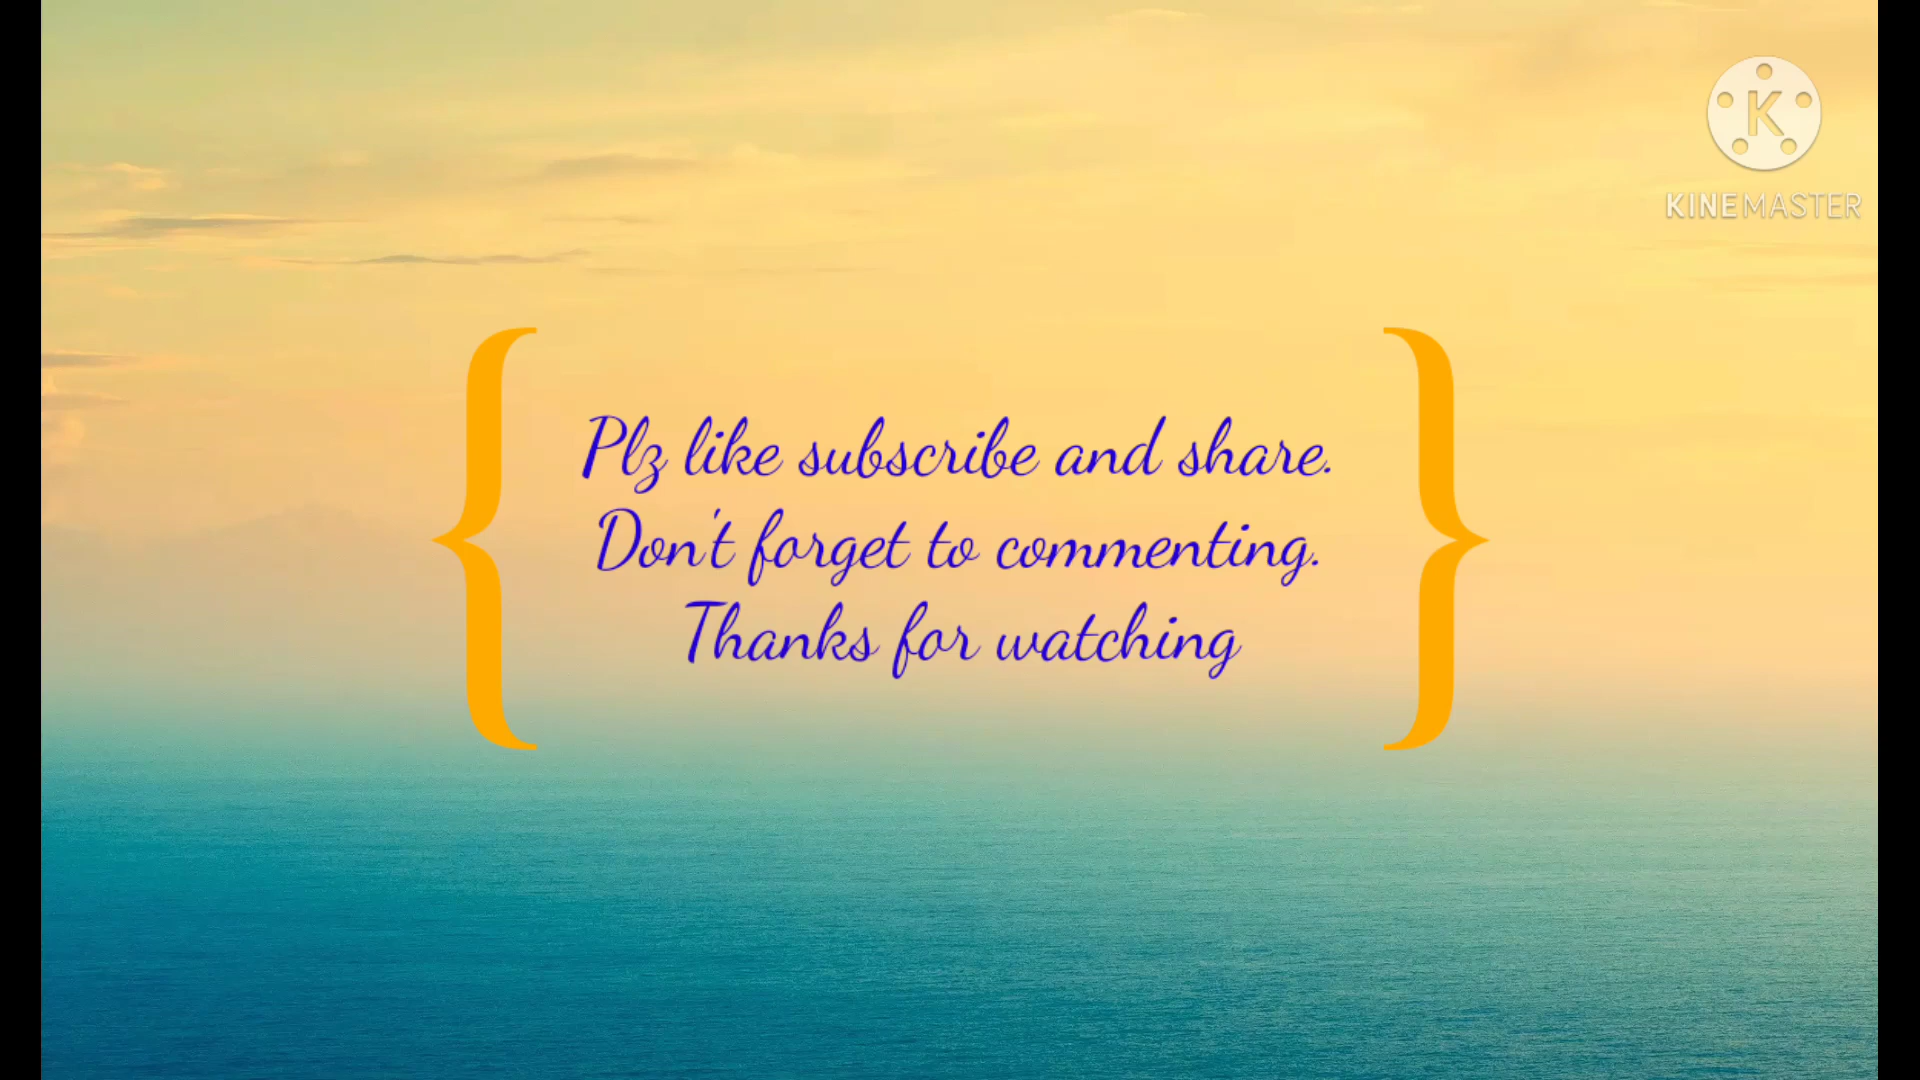 K
KINEMASTER
Plz like subscribe and share.
Don't forget to commenting.
Thanks for watching